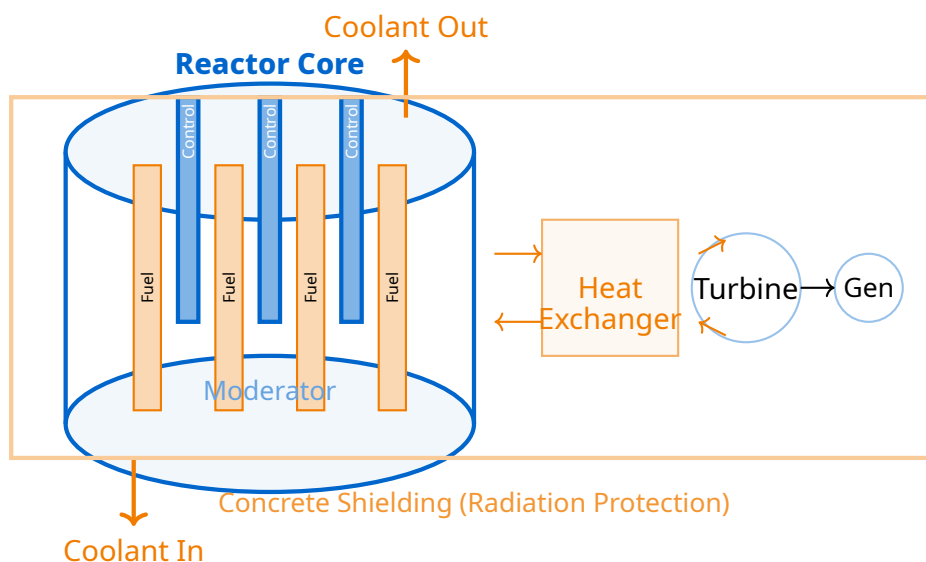 Coolant Out
Reactor Core
Control
Control
Control
Fuel
Fuel
Fuel
Fuel
Heat
Exchanger
Turbine
Gen
Moderator
Concrete Shielding (Radiation Protection)
Coolant In